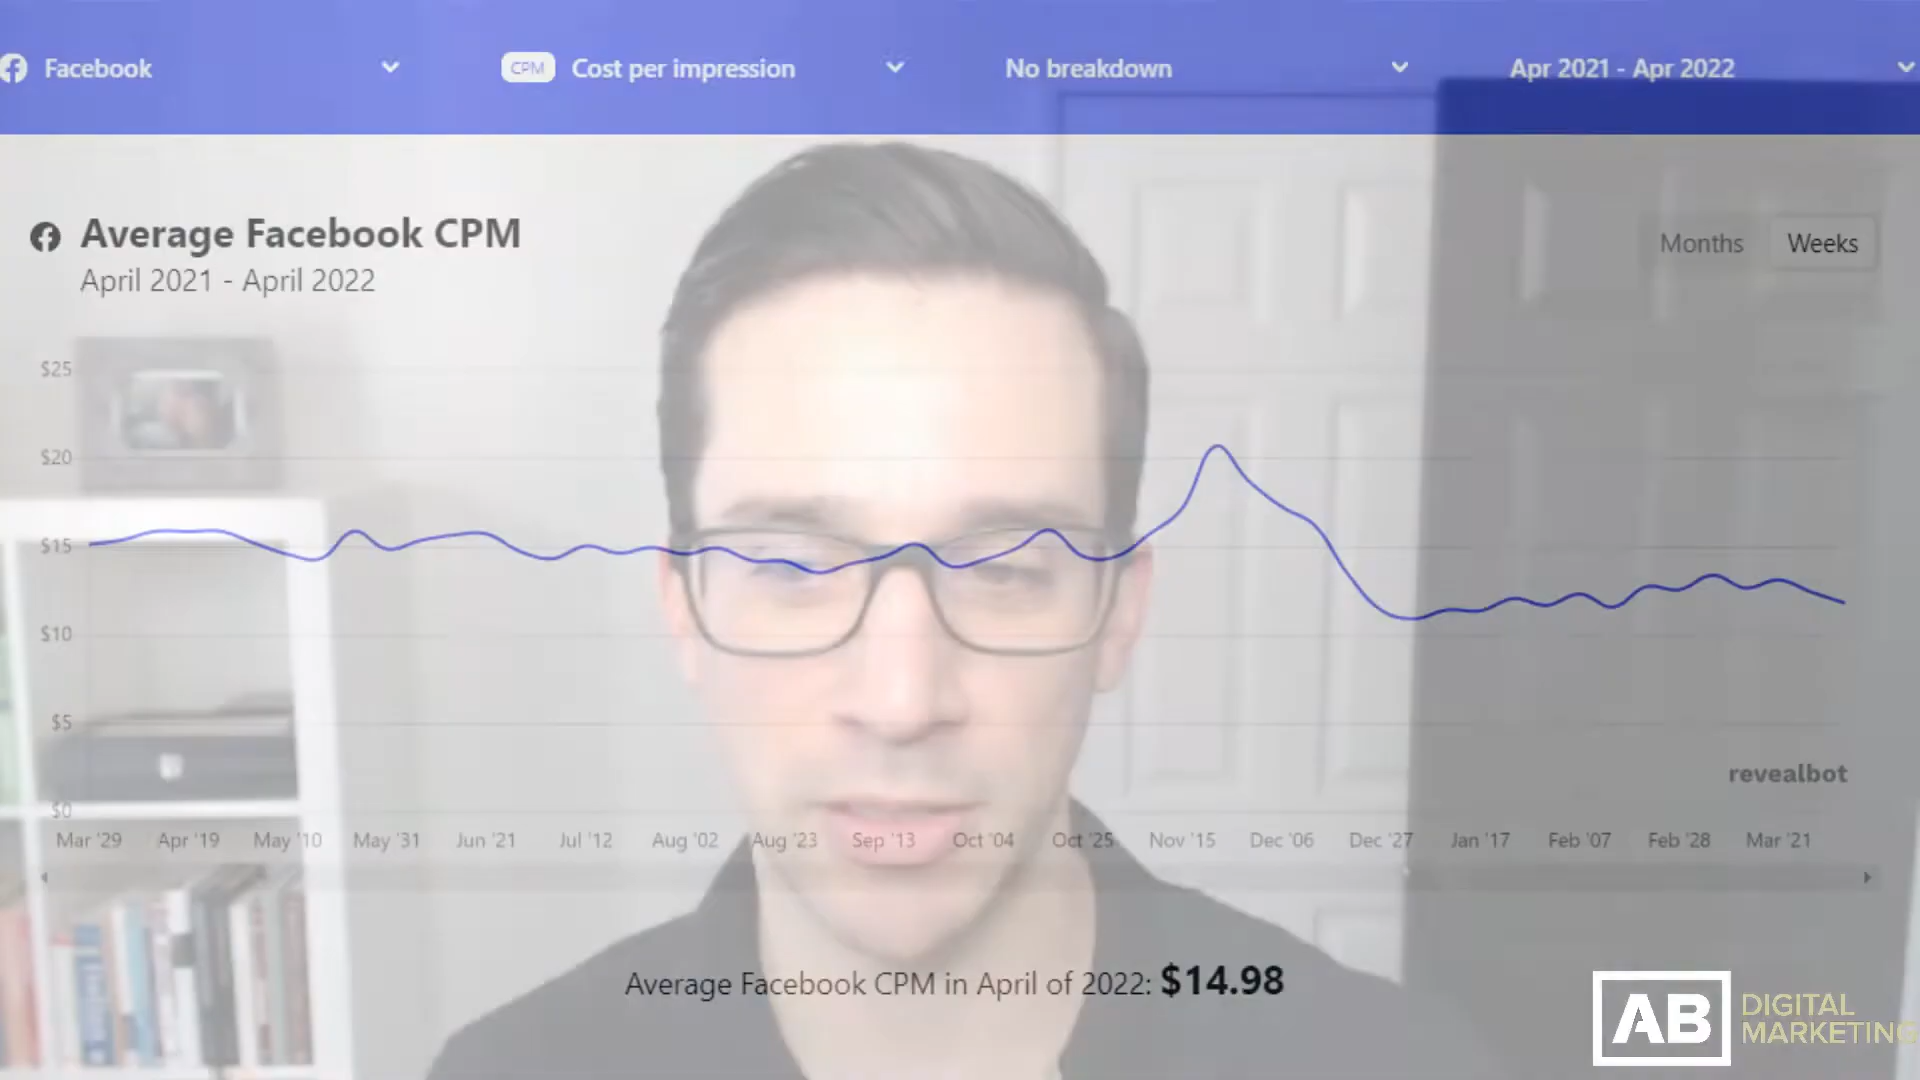 Facebook
CPM Cost per impression
No breakdown
Apr 2021 - Apr 2022
Average Facebook CPM
April 2021 - April 2022
Months Weeks
$25
$20
$15
$10
$5
$0
revealbot
Mar '29 Apr '19 May '10 May '31 Jun '21 Jul '12 Aug '02 Aug '23 Sep '13 Oct '04 Oct '25 Nov '15 Dec '06 Dec '27 Jan '17 Feb '07 Feb '28 Mar '21
Average Facebook CPM in April of 2022: $14.98
AB DIGITAL
MARKETING